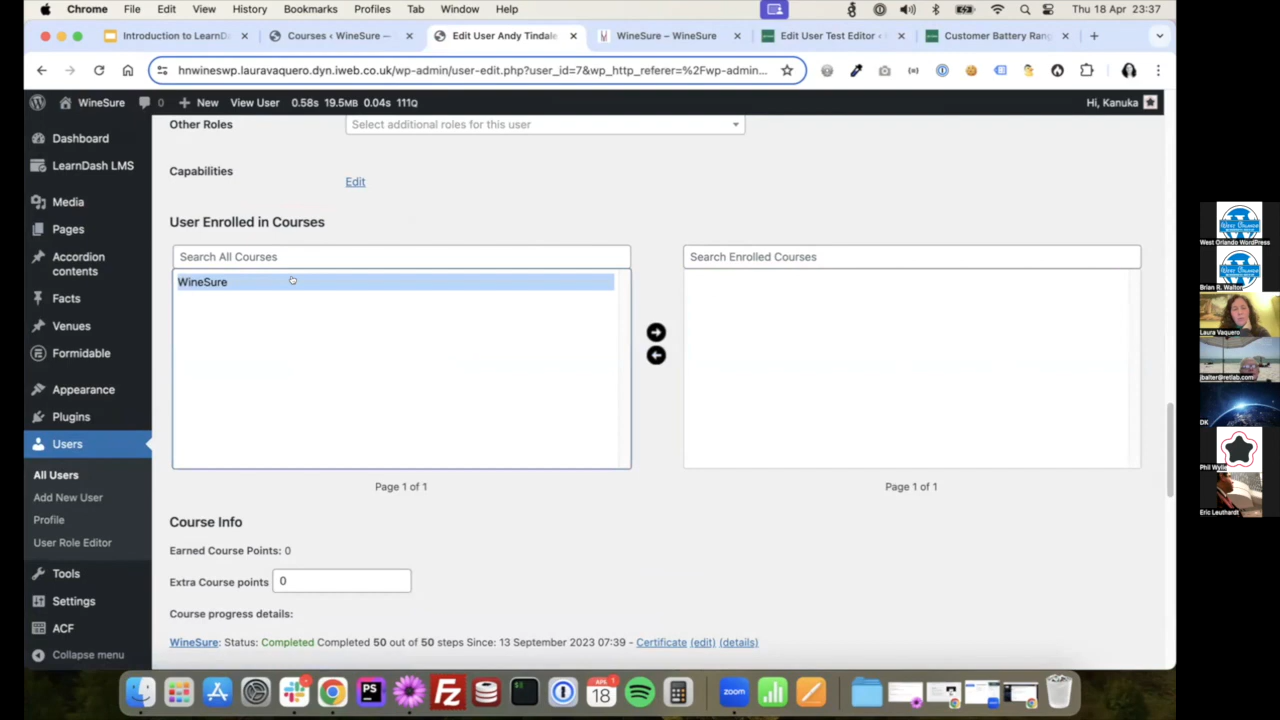 Chrome File Edit View History Bookmarks Profiles Tab Window Help Thu 18 Apr 23:37
Introduction to LearnDa Courses ‹ WineSure — Edit User Andy Tindale WineSure – WineSure Edit User Test Editor ‹ Customer Battery Rang
hnwineswp.lauravaquero.dyn.iweb.co.uk/wp-admin/user-edit.php?user_id=7&wp_http_referer=%2Fwp-admin...
WineSure 0 New View User 0.58s 19.5MB 0.04s 111Q Hi, Kanuka
Dashboard
LearnDash LMS
Media
Pages
Accordion
contents
Facts
Venues
Formidable
Appearance
Plugins
Users
All Users
Add New User
Profile
User Role Editor
Tools
Settings
ACF
Collapse menu
Other Roles
Select additional roles for this user
Capabilities
Edit
User Enrolled in Courses
Search All Courses
WineSure
Page 1 of 1
Search Enrolled Courses
Page 1 of 1
Course Info
Earned Course Points: 0
Extra Course points 0
Course progress details:
WineSure: Status: Completed Completed 50 out of 50 steps Since: 13 September 2023 07:39 - Certificate (edit) (details)
PS
Fz
APR
18
zoom
West Orlando WordPress
Brian R. Walton
Laura Vaquero
jbalter@retlab.com
DK
Phil Wylie
Eric Leuthardt